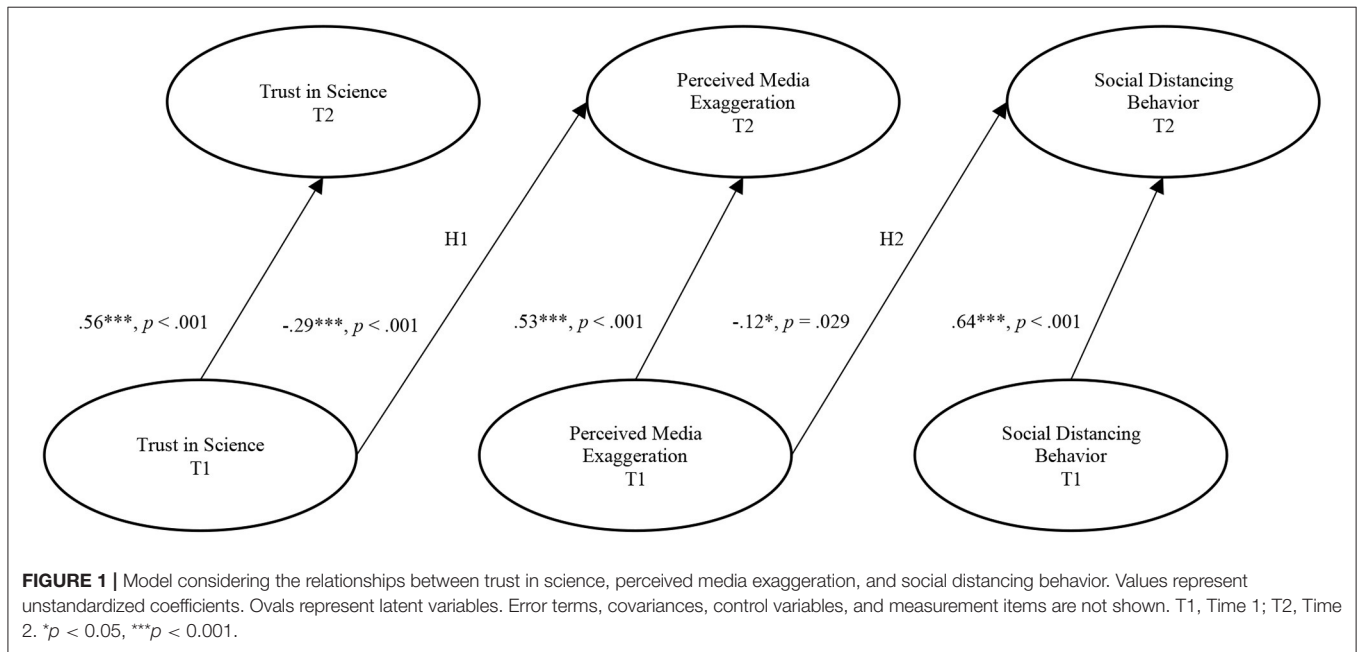 Trust in Science
T2
Perceived Media
Exaggeration
T2
Social Distancing
Behavior
T2
H1
H2
.56***, p < .001
-.29***, p < .001
.53***, p < .001
-.12*, p = .029
.64***, p < .001
Trust in Science
T1
Perceived Media
Exaggeration
T1
Social Distancing
Behavior
T1
FIGURE 1 | Model considering the relationships between trust in science, perceived media exaggeration, and social distancing behavior. Values represent
unstandardized coefficients. Ovals represent latent variables. Error terms, covariances, control variables, and measurement items are not shown. T1, Time 1; T2, Time
2. *p < 0.05, ***p < 0.001.